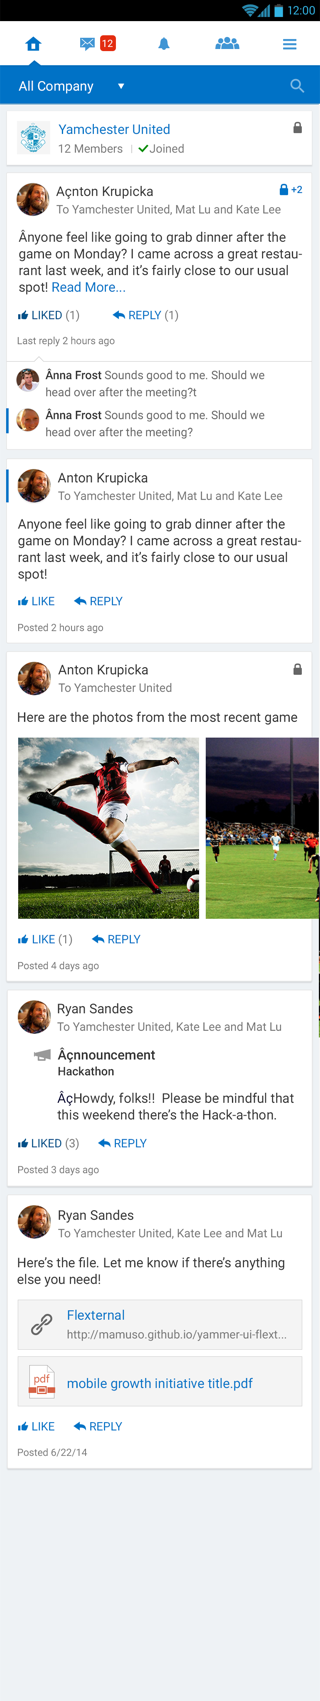 12:00
12
All Company
Yamchester United
12 Members | Joined
Açnton Krupicka
+2
To Yamchester United, Mat Lu and Kate Lee
Ânyone feel like going to grab dinner after the
game on Monday? I came across a great restau-
rant last week, and it's fairly close to our usual
spot! Read More...
LIKED (1) REPLY (1)
Last reply 2 hours ago
Ânna Frost Sounds good to me. Should we
head over after the meeting?t
Ânna Frost Sounds good to me. Should we
head over after the meeting?
Anton Krupicka
To Yamchester United, Mat Lu and Kate Lee
Anyone feel like going to grab dinner after the
game on Monday? I came across a great restau-
rant last week, and it's fairly close to our usual
spot!
LIKE REPLY
Posted 2 hours ago
Anton Krupicka
To Yamchester United
Here are the photos from the most recent game
LIKE (1) REPLY
Posted 4 days ago
Ryan Sandes
To Yamchester United, Kate Lee and Mat Lu
Âçnnouncement
Hackathon
ÂçHowdy, folks!! Please be mindful that
this weekend there's the Hack-a-thon.
LIKED (3) REPLY
Posted 3 days ago
Ryan Sandes
To Yamchester United, Kate Lee and Mat Lu
Here's the file. Let me know if there's anything
else you need!
Flexternal
http://mamuso.github.io/yammer-ui-flext...
pdf
mobile growth initiative title.pdf
LIKE REPLY
Posted 6/22/14